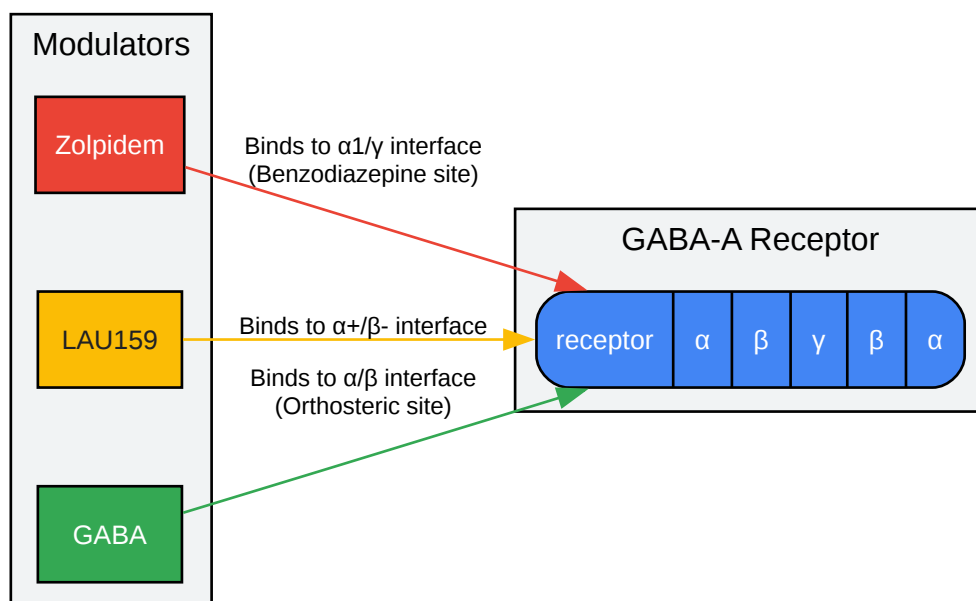 Modulators
Zolpidem
Binds to α1/γ interface
(Benzodiazepine site)
GABA-A Receptor
LAU159
Binds to α+/β- interface
receptor α β γ β α
Binds to α/β interface
(Orthosteric site)
GABA